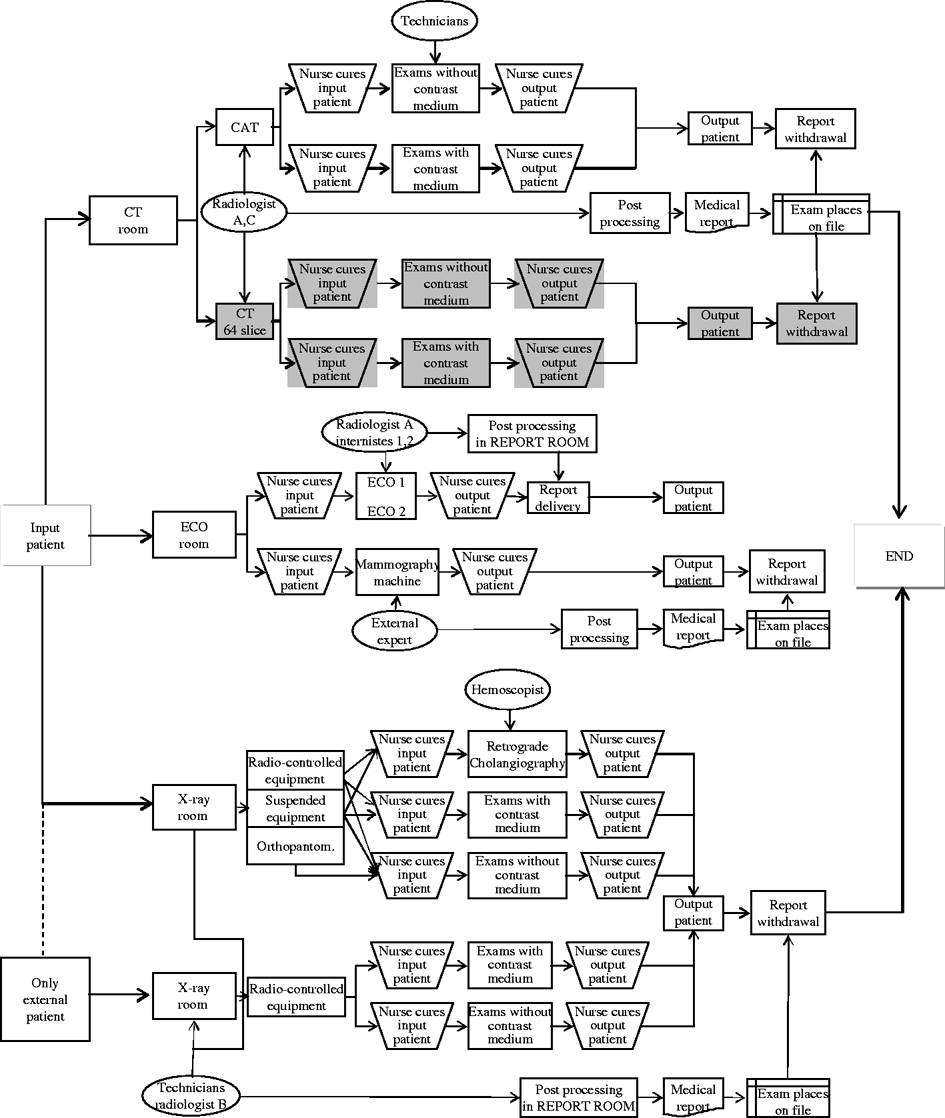 Technicians
Nurse cures
input
patient
Exams without
contrast
medium
Nurse cures
output
patient
CAT
Output
patient
Report
withdrawal
Nurse cures
input
patient
Exams with
contrast
medium
Nurse cures
output
patient
CT
room
Radiologist
A,C
Post
processing
Medical
report
Exam places
on file
Nurse cures
input
patient
Exams without
contrast
medium
Nurse cures
output
patient
CT
64 slice
Output
patient
Report
withdrawal
Nurse cures
input
patient
Exams with
contrast
medium
Nurse cures
output
patient
Radiologist A
internistes 1,2
Post processing
in REPORT ROOM
Nurse cures
input
patient
ECO 1
ECO 2
Nurse cures
output
patient
Report
delivery
Output
patient
Input
patient
ECO
room
END
Nurse cures
input
patient
Mammography
machine
Nurse cures
output
patient
Output
patient
Report
withdrawal
External
expert
Post
processing
Medical
report
Exam places
on file
Hemoscopist
Nurse cures
input
patient
Retrograde
Cholangiography
Nurse cures
output
patient
X-ray
room
Radio-controlled
equipment
Suspended
equipment
Orthopantom.
Nurse cures
input
patient
Exams with
contrast
medium
Nurse cures
output
patient
Nurse cures
input
patient
Exams without
contrast
medium
Nurse cures
output
patient
Output
patient
Report
withdrawal
Only
external
patient
X-ray
room
Radio-controlled
equipment
Nurse cures
input
patient
Exams with
contrast
medium
Nurse cures
output
patient
Nurse cures
input
patient
Exams without
contrast
medium
Nurse cures
output
patient
Technicians
radiologist B
Post processing
in REPORT ROOM
Medical
report
Exam places
on file